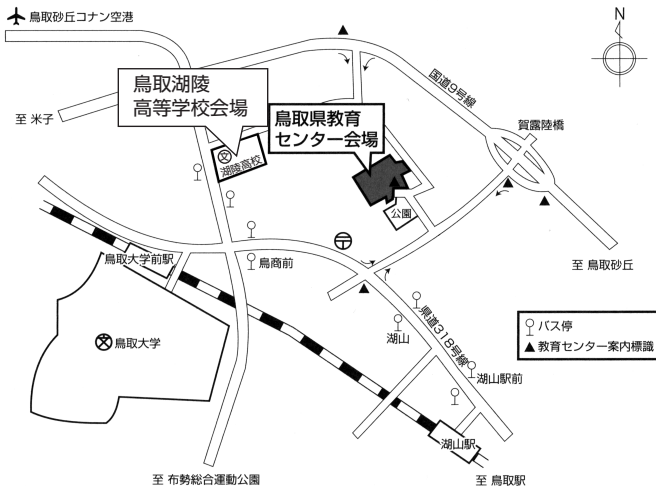 鳥取砂丘コナン空港
N
国道9号線
鳥取湖陵
高等学校会場
至 米子
鳥取県教育
センター会場
賀露陸橋
湖陵高校
公園
至 鳥取砂丘
鳥取大学前駅
鳥商前
鳥取大学
湖山
県道318号線
バス停
教育センター案内標識
湖山駅前
湖山駅
至 布勢総合運動公園
至 鳥取駅